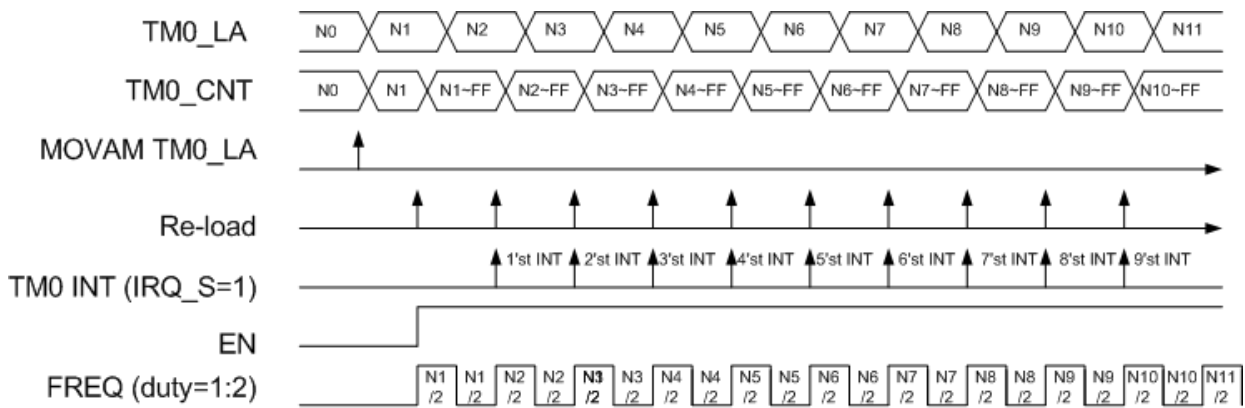 TM0_LA N0 N1 N2 N3 N4 N5 N6 N7 N8 N9 N10 N11
TM0_CNT N0 N1 N1~FF N2~FF N3~FF N4~FF N5~FF N6~FF N7~FF N8~FF N9~FF N10~FF
MOVAM TM0_LA
Re-load
TM0 INT (IRQ_S=1) 1'st INT 2'st INT 3'st INT 4'st INT 5'st INT 6'st INT 7'st INT 8'st INT 9'st INT
EN
FREQ (duty=1:2) N1 N1 N2 N2 N3 N3 N4 N4 N5 N5 N6 N6 N7 N7 N8 N8 N9 N9 N10 N10 N11
/2 /2 /2 /2 /2 /2 /2 /2 /2 /2 /2 /2 /2 /2 /2 /2 /2 /2 /2 /2 /2